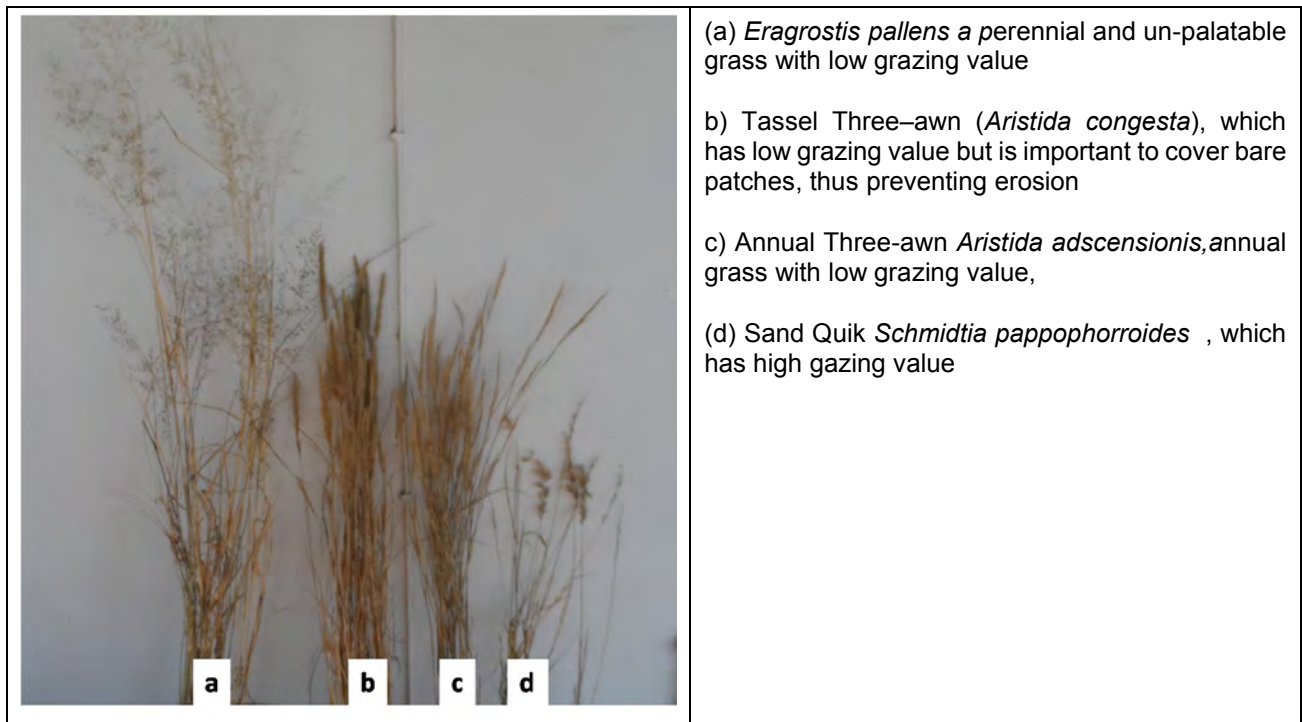 (a) Eragrostis pallens a perennial and un-palatable
grass with low grazing value
b) Tassel Three–awn (Aristida congesta), which
has low grazing value but is important to cover bare
patches, thus preventing erosion
c) Annual Three-awn Aristida adscensionis,annual
grass with low grazing value,
(d) Sand Quik Schmidtia pappophorroides , which
has high gazing value
a
b
c
d